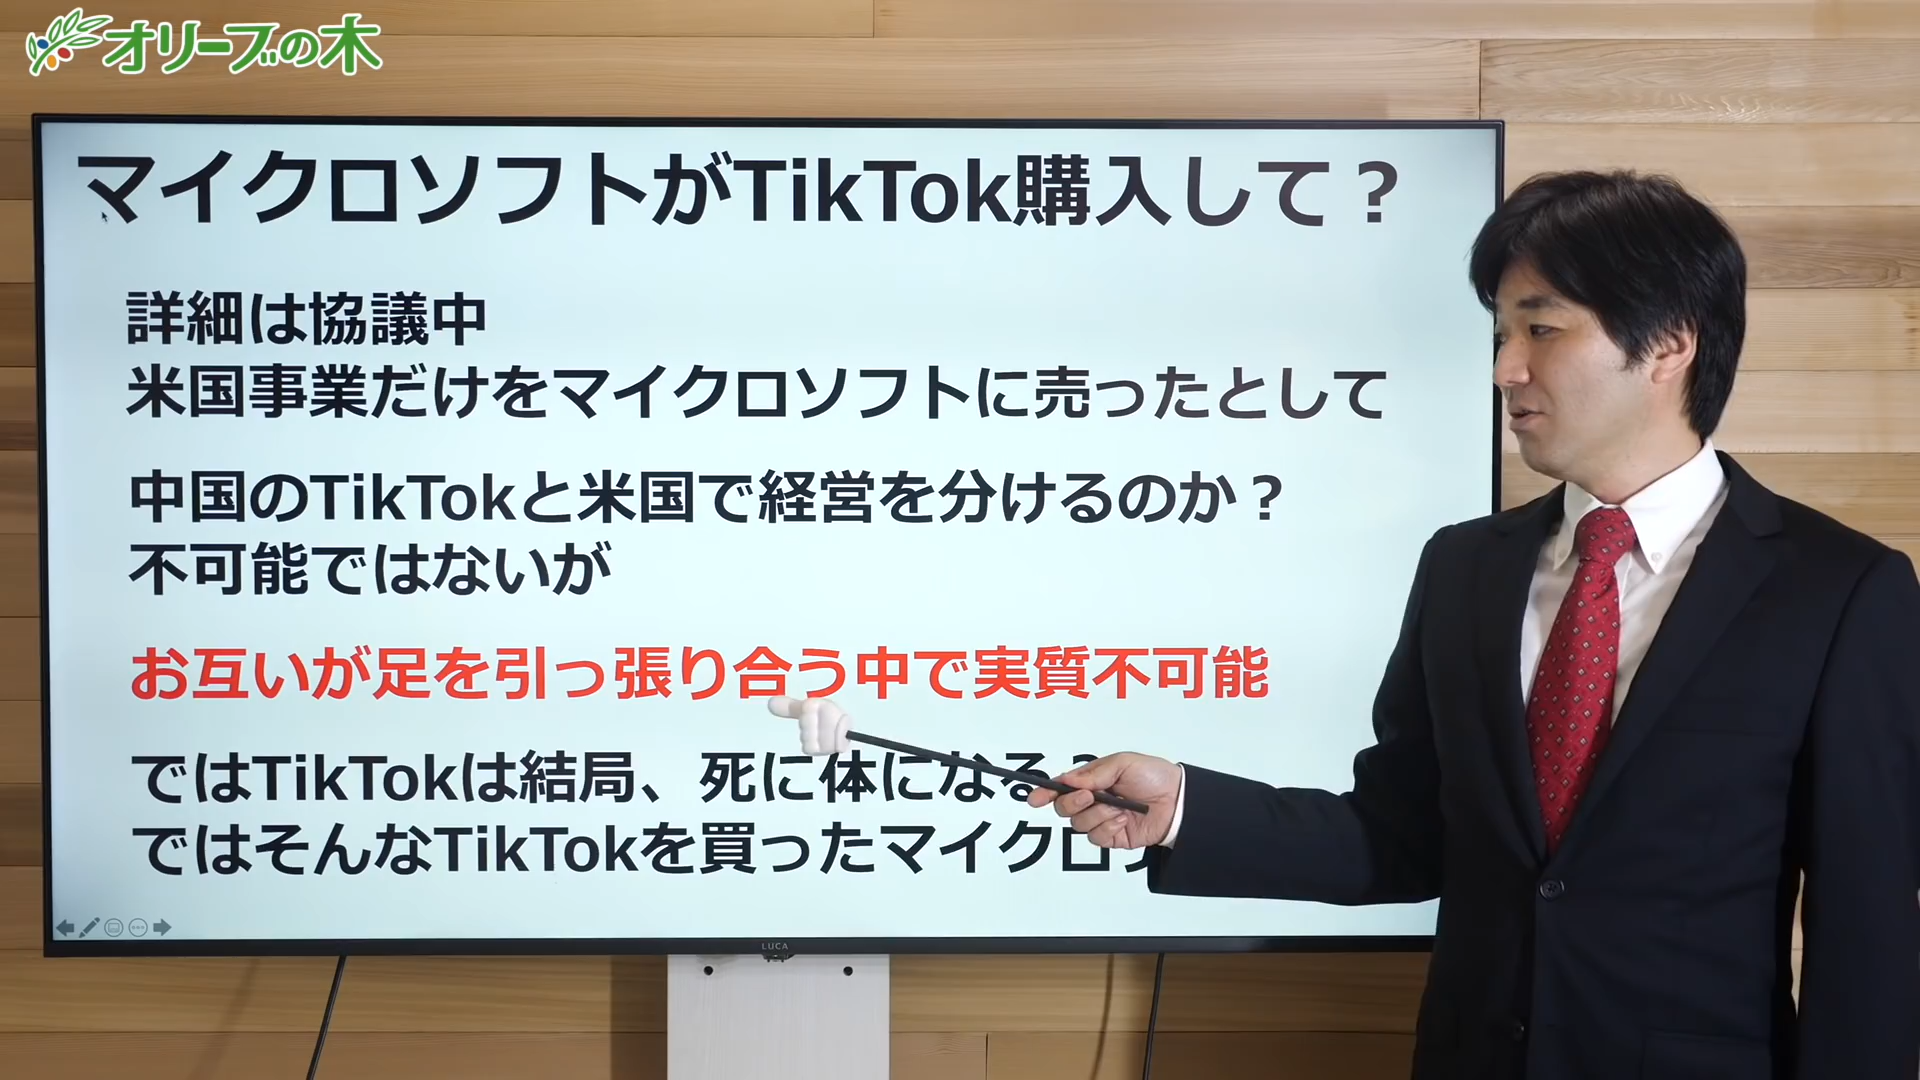 オリーブの木
マイクロソフトがTikTok購入して？
詳細は協議中
米国事業だけをマイクロソフトに売ったとして
中国のTikTokと米国で経営を分けるのか？
不可能ではないが
お互いが足を引っ張り合う中で実質不可能
ではTikTokは結局、死に体になる？
ではそんなTikTokを買ったマイクロ
LUCA